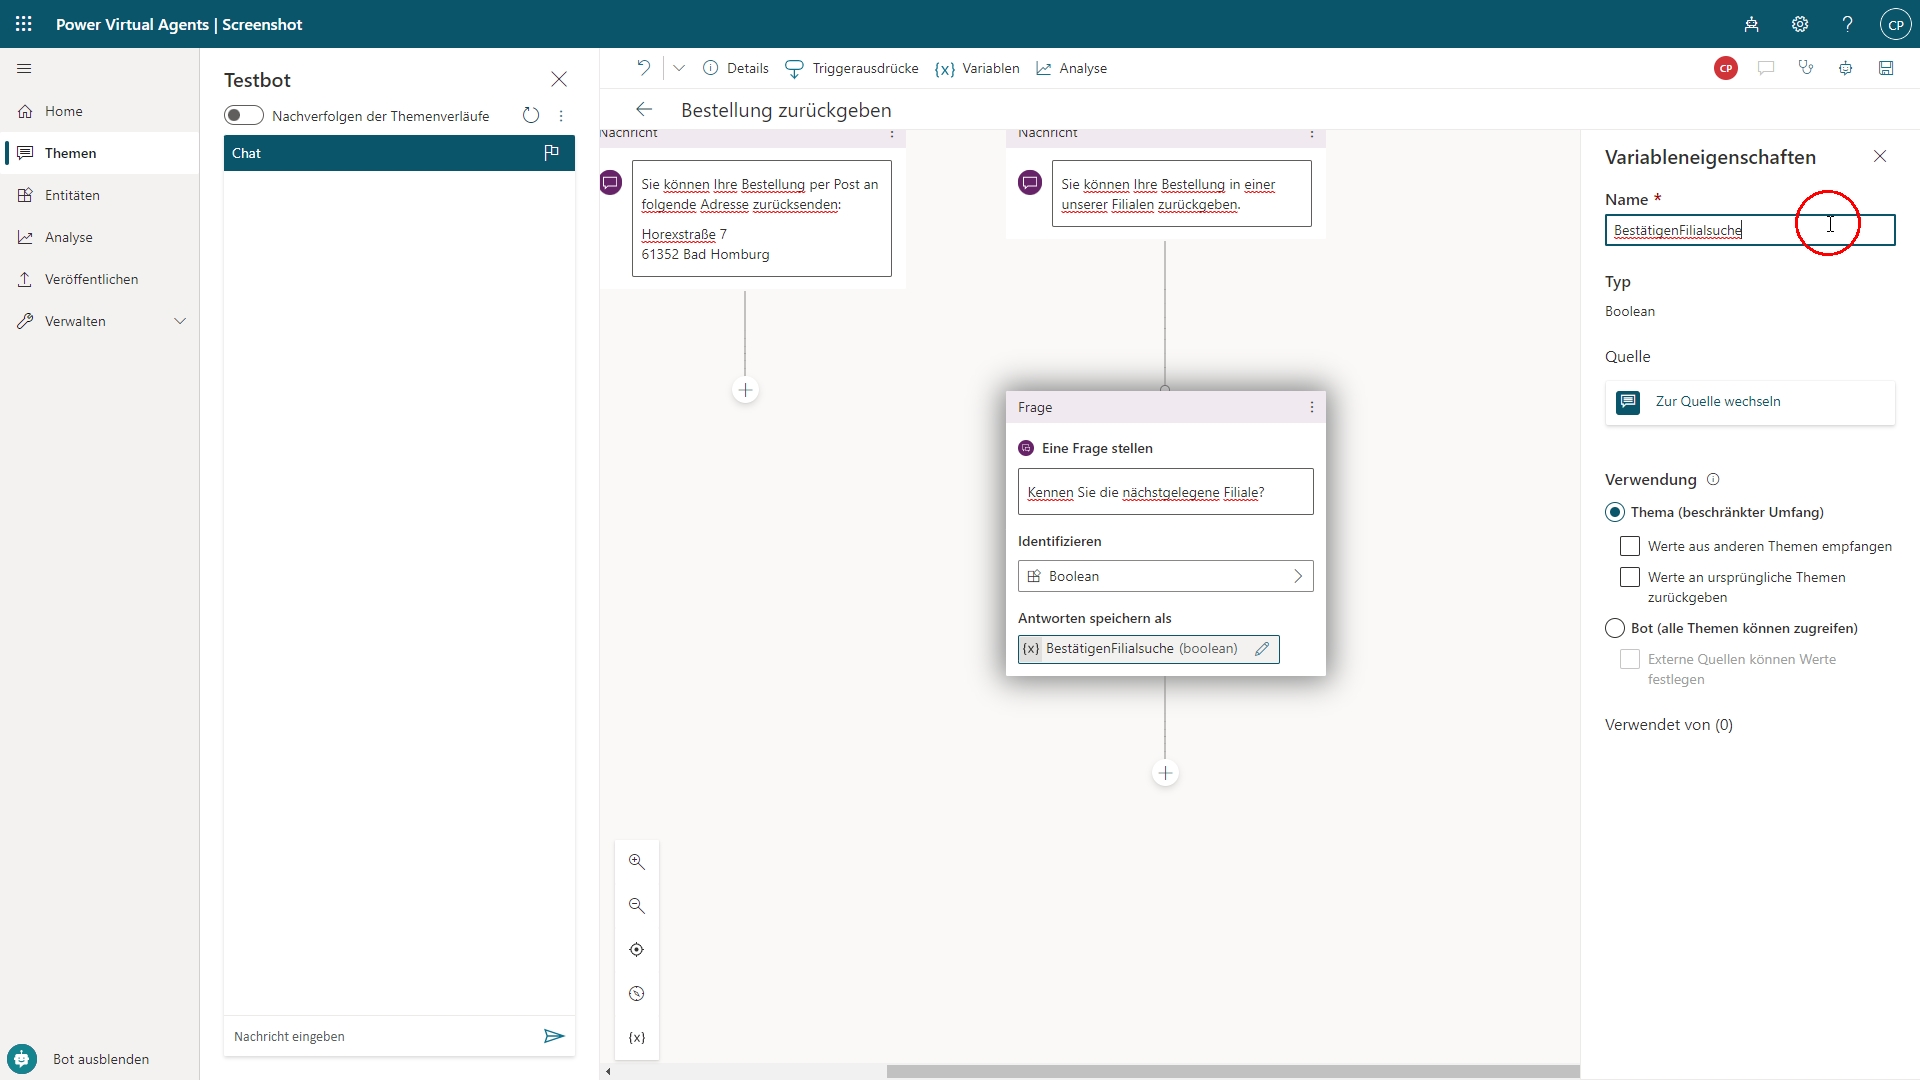 Power Virtual Agents | Screenshot
CP
Home
Themen
Entitäten
Analyse
Veröffentlichen
Verwalten
Bot ausblenden
Testbot
Nachverfolgen der Themenverläufe
Chat
Nachricht eingeben
Details
Triggerausdrücke
{x} Variablen
Analyse
CP
Bestellung zurückgeben
Nachricht
Sie können Ihre Bestellung per Post an
folgende Adresse zurücksenden:
Horexstraße 7
61352 Bad Homburg
Nachricht
Sie können Ihre Bestellung in einer
unserer Filialen zurückgeben.
Frage
Eine Frage stellen
Kennen Sie die nächstgelegene Filiale?
Identifizieren
Boolean
Antworten speichern als
{x} BestätigenFilialsuche (boolean)
{x}
Variableneigenschaften
Name *
BestätigenFilialsuche
Typ
Boolean
Quelle
Zur Quelle wechseln
Verwendung
Thema (beschränkter Umfang)
Werte aus anderen Themen empfangen
Werte an ursprüngliche Themen
zurückgeben
Bot (alle Themen können zugreifen)
Externe Quellen können Werte
festlegen
Verwendet von (0)